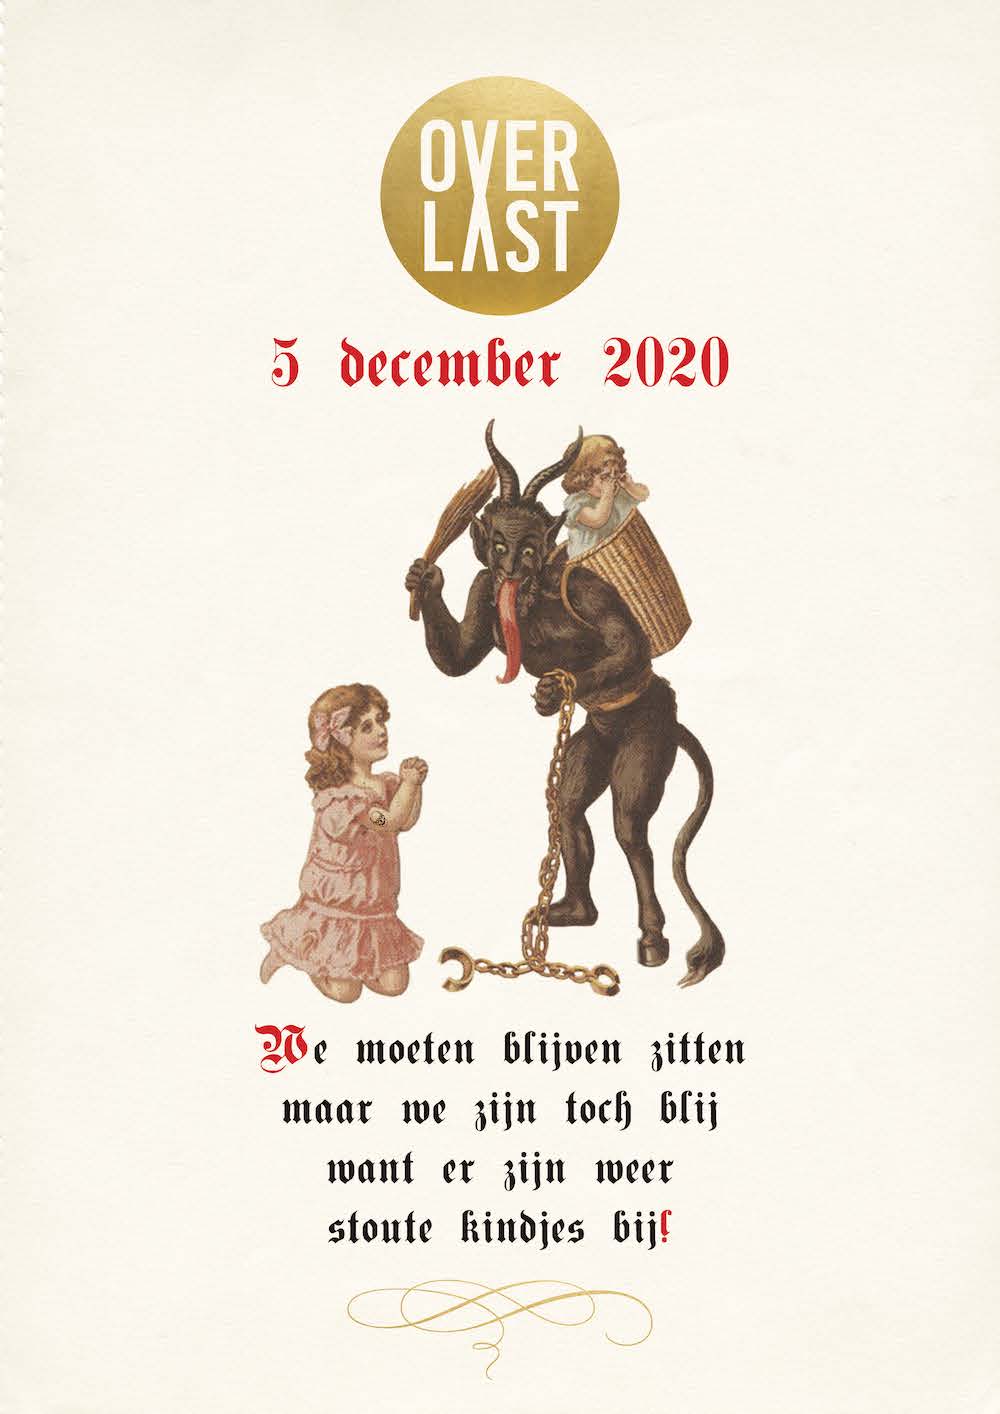 OVER
LAST
5 december 2020
We moeten blijven zitten
maar we zijn toch blij
want er zijn weer
stoute kindjes bij!